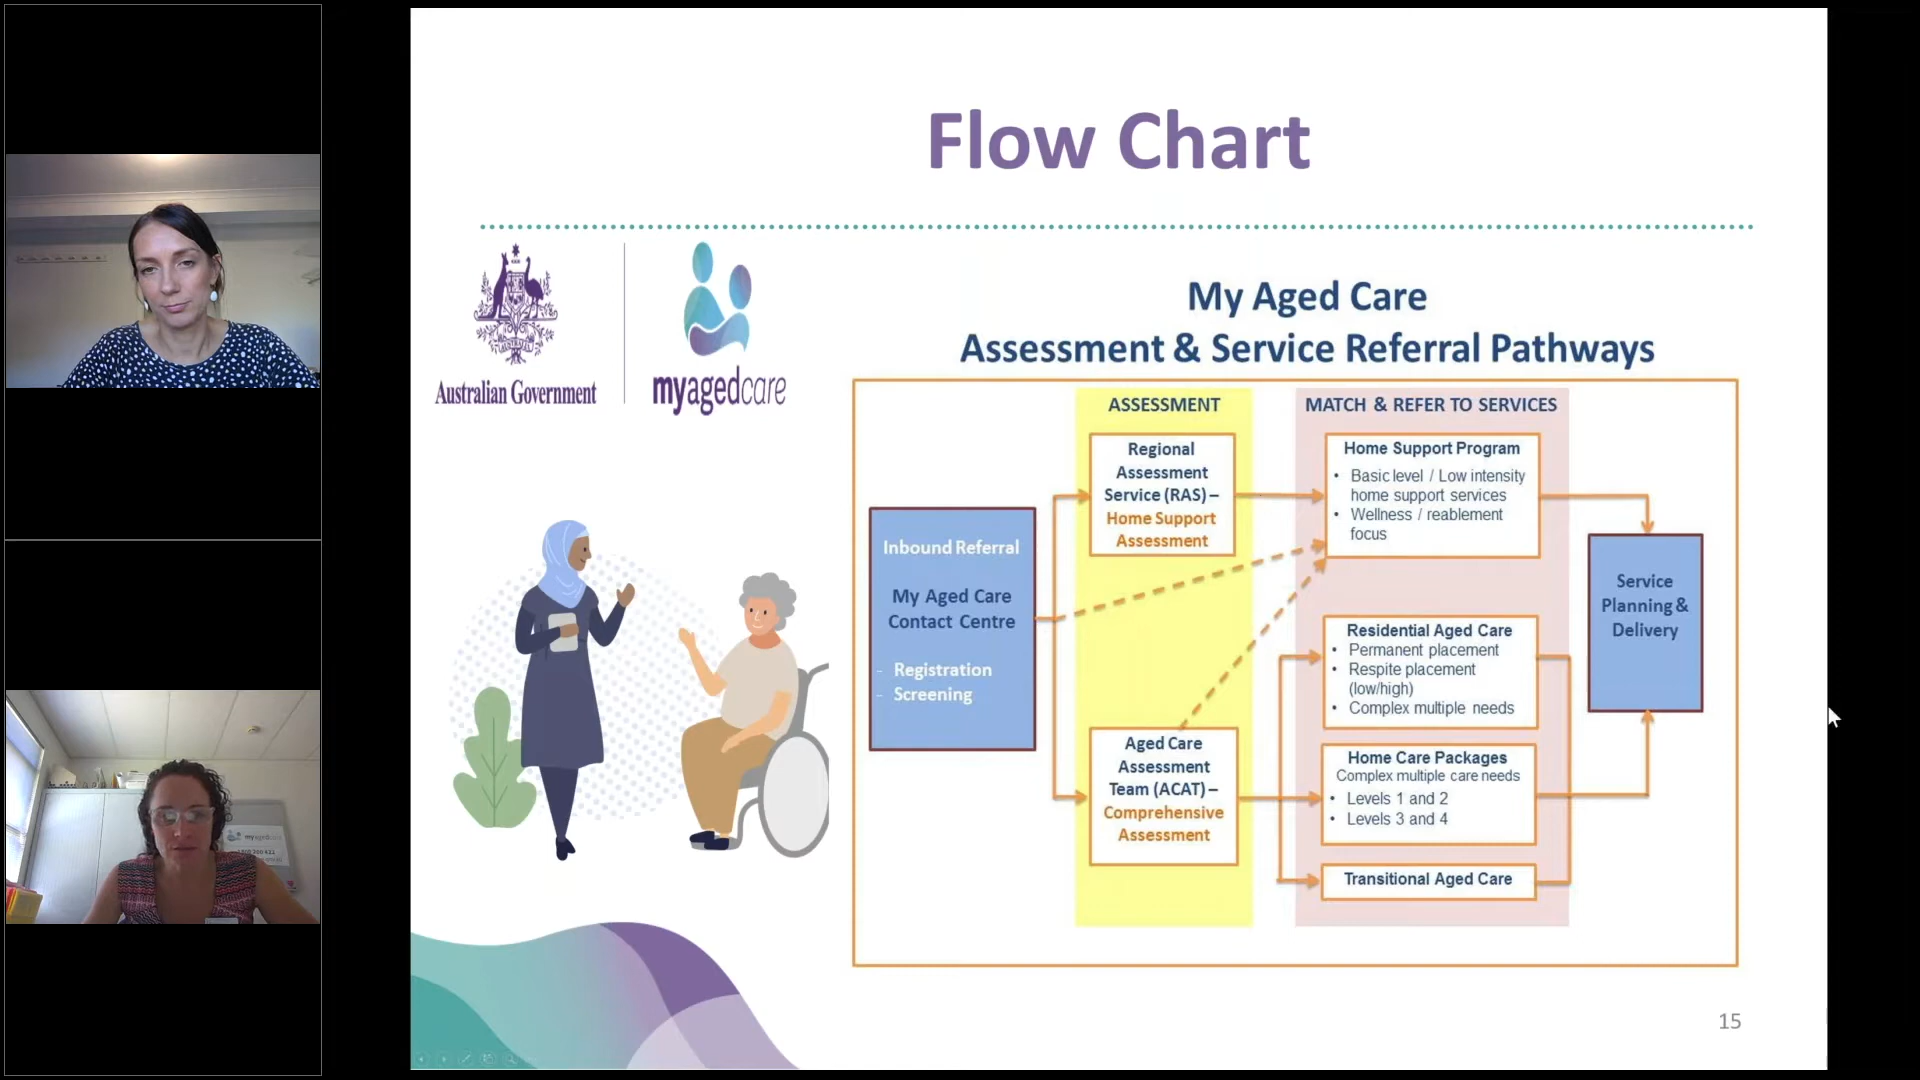 Flow Chart
Australian Government
myagedcare
My Aged Care
Assessment & Service Referral Pathways
ASSESSMENT
MATCH & REFER TO SERVICES
Inbound Referral
My Aged Care
Contact Centre
- Registration
- Screening
Regional
Assessment
Service (RAS) –
Home Support
Assessment
Aged Care
Assessment
Team (ACAT) –
Comprehensive
Assessment
Home Support Program
• Basic level / Low intensity
home support services
• Wellness / reablement
focus
Residential Aged Care
• Permanent placement
• Respite placement
(low/high)
• Complex multiple needs
Home Care Packages
Complex multiple care needs
• Levels 1 and 2
• Levels 3 and 4
Transitional Aged Care
Service
Planning &
Delivery
15
myagedcare